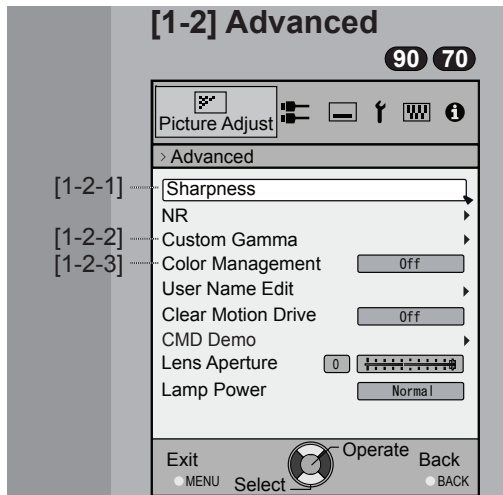 [1-2] Advanced
90 70
Picture Adjust
> Advanced
[1-2-1] Sharpness
NR
[1-2-2] Custom Gamma
[1-2-3] Color Management Off
User Name Edit
Clear Motion Drive Off
CMD Demo
Lens Aperture 0
Lamp Power Normal
Exit Operate Back
MENU Select BACK